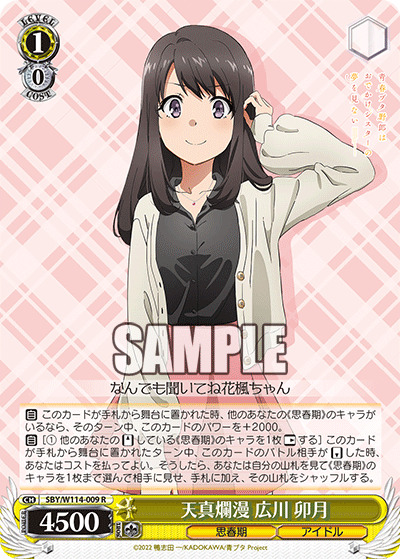 LEVEL
1
0
COST
青春ブタ野郎は
おでかけシスターの
夢を見ない
SAMPLE
なんでも聞いてね花楓ちゃん
自 このカードが手札から舞台に置かれた時、他のあなたの《思春期》のキャラが
いるなら、そのターン中、このカードのパワーを+2000。
自 [① 他のあなたの したいる《思春期》のキャラを1枚 する] このカード
が手札から舞台に置かれたターン中、このカードのバトル相手が した時、
あなたはコストを払ってよい。そうしたら、あなたは自分の山札を見て《思春期》
のキャラを1枚まで選んで相手に見せ、手札に加え、その山札をシャッフルする。
CH SBY/W114-009 R
POWER
4500
SOUL
天真爛漫 広川 卯月
思春期
アイドル
©2022 鴨志田 一/KADOKAWA/青ブタ Project